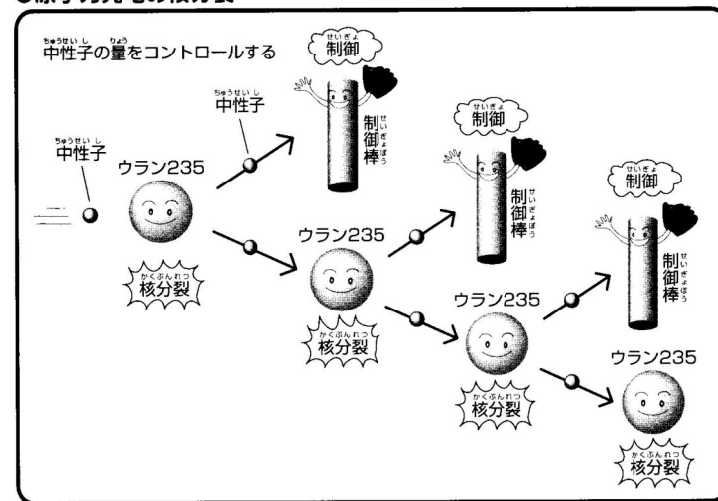 中性子の量をコントロールする
制御
中性子
制御棒
中性子
ウラン235
核分裂
制御
ウラン235
制御棒
核分裂
制御
ウラン235
制御棒
核分裂
ウラン235
核分裂